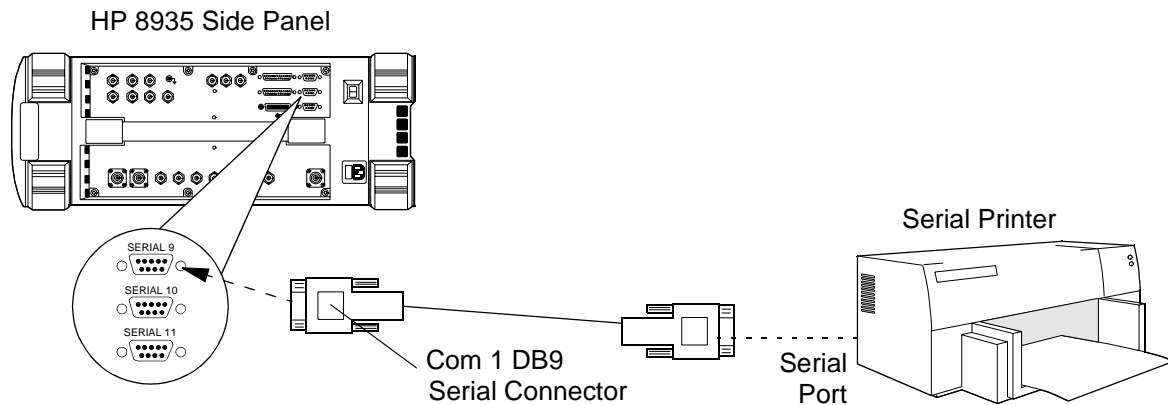 HP 8935 Side Panel
SERIAL 9
SERIAL 10
SERIAL 11
Com 1 DB9
Serial Connector
Serial Printer
Serial
Port